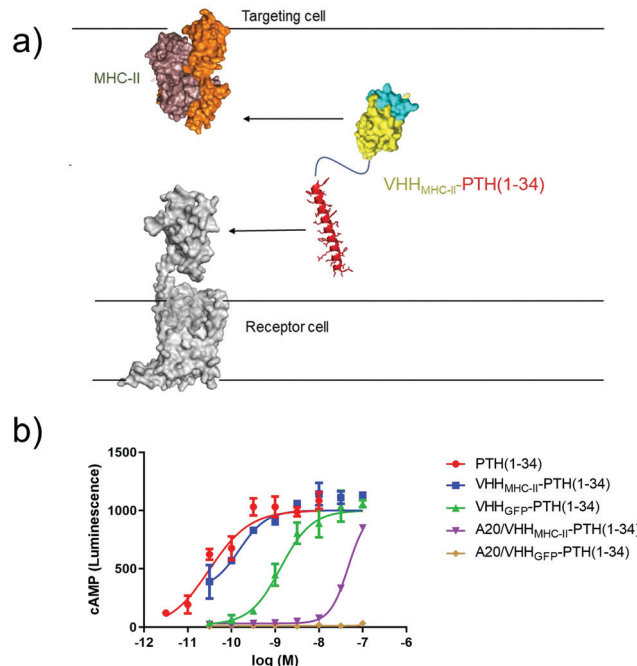 a)
Targeting cell
MHC-II
VHHMHC-II-PTH(1-34)
Receptor cell
b)
1500
1000
500
0
cAMP (Luminescence)
-12
-11
-10
-9
-8
-7
-6
log (M)
PTH(1-34)
VHHMHC-II-PTH(1-34)
VHHGFP-PTH(1-34)
A20/VHHMHC-II-PTH(1-34)
A20/VHHGFP-PTH(1-34)